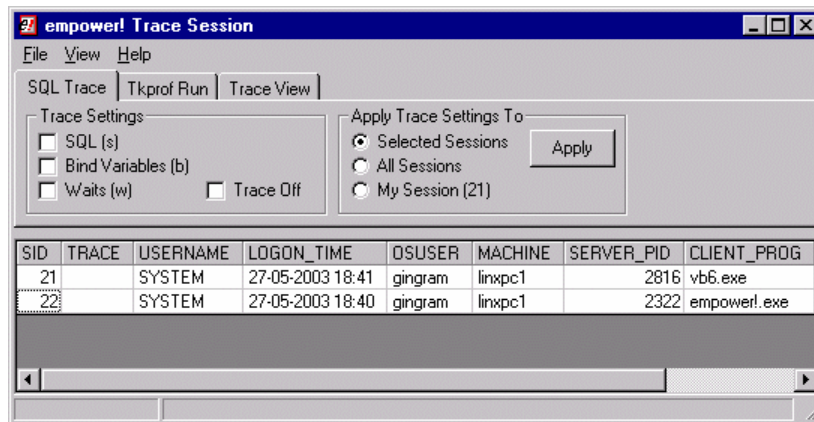 empower! Trace Session
File View Help
SQL Trace Tkprof Run Trace View
Trace Settings
SQL (s)
Bind Variables (b)
Waits (w) Trace Off
Apply Trace Settings To
Selected Sessions
All Sessions
My Session (21)
Apply
SID TRACE USERNAME LOGON_TIME OSUSER MACHINE SERVER_PID CLIENT_PROG
21 SYSTEM 27-05-2003 18:41 gingram linxpc1 2816 vb6.exe
22 SYSTEM 27-05-2003 18:40 gingram linxpc1 2322 empower!.exe